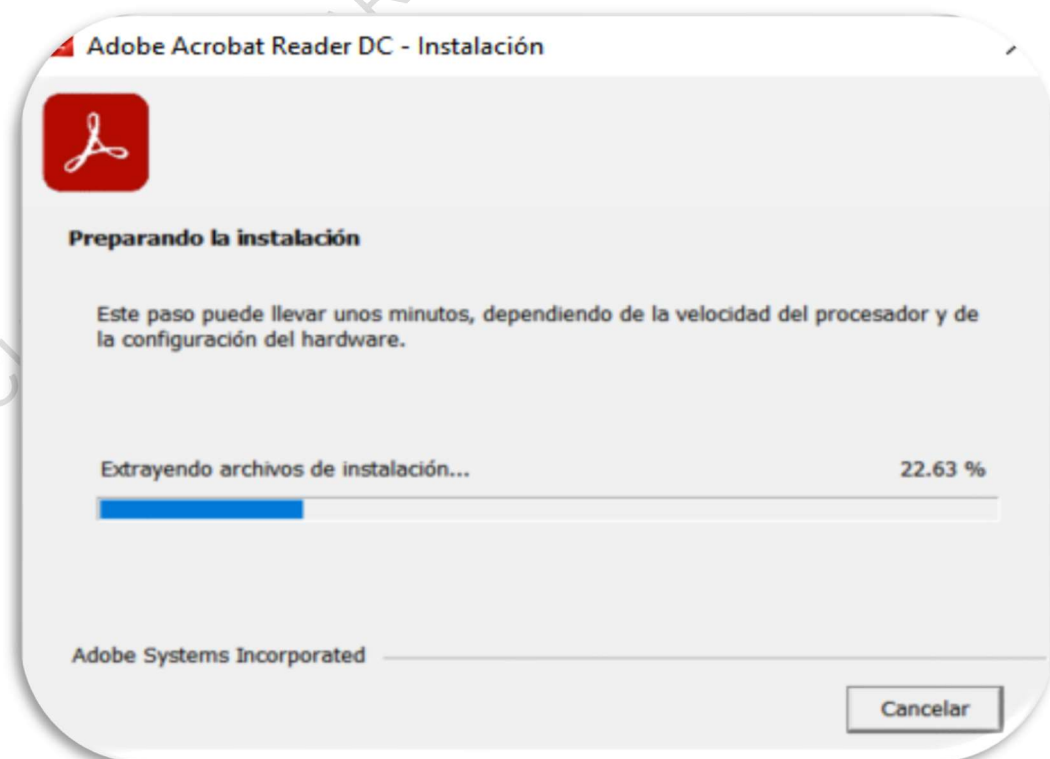 Adobe Acrobat Reader DC - Instalación
Preparando la instalación
Este paso puede llevar unos minutos, dependiendo de la velocidad del procesador y de
la configuración del hardware.
Extrayendo archivos de instalación... 22.63 %
Adobe Systems Incorporated
Cancelar